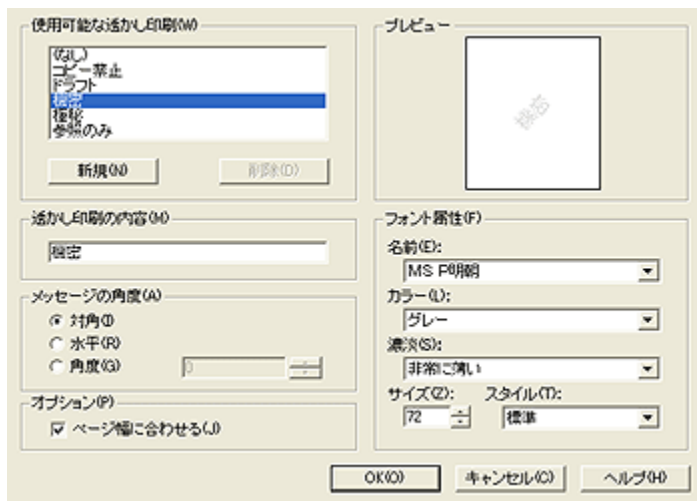 使用可能な透かし印刷(W)
(なし)
コピー禁止
ドラフト
機密
極秘
参照のみ
新規(N)
削除(D)
プレビュー
機密
透かし印刷の内容(M)
機密
メッセージの角度(A)
対角(I)
水平(R)
角度(G)
0
オプション(P)
ページ幅に合わせる(J)
フォント属性(F)
名前(E):
MS P明朝
カラー(L):
グレー
濃淡(S):
非常に薄い
サイズ(Z): スタイル(T):
72 標準
OK(O) キャンセル(C) ヘルプ(H)